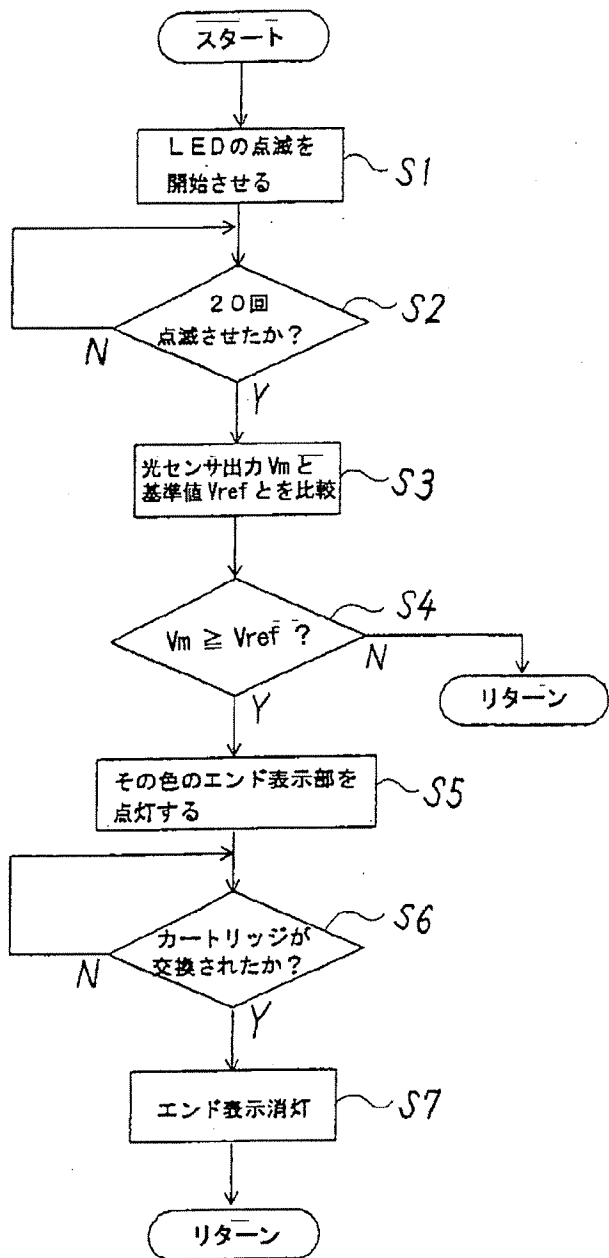 スタート
LEDの点滅を
開始させる
S1
20回
点滅させたか?
S2
N
Y
光センサ出力Vmと
基準値Vrefとを比較
S3
Vm ≧ Vref ?
S4
N
Y
リターン
その色のエンド表示部を
点灯する
S5
カートリッジが
交換されたか?
S6
N
Y
エンド表示消灯
S7
リターン